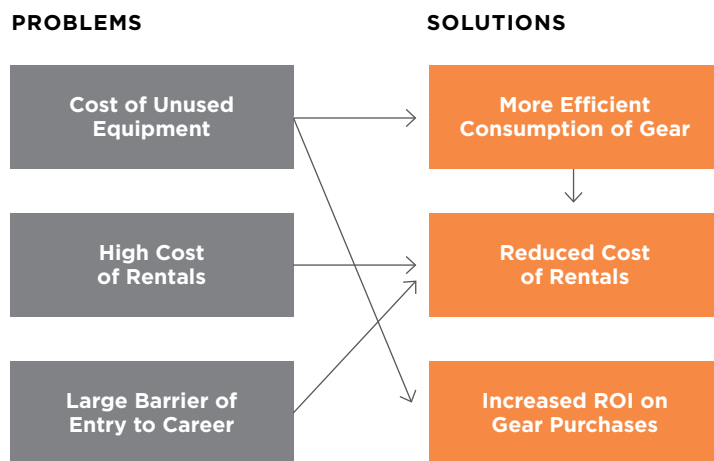 PROBLEMS
SOLUTIONS
Cost of Unused
Equipment
More Efficient
Consumption of Gear
High Cost
of Rentals
Reduced Cost
of Rentals
Large Barrier of
Entry to Career
Increased ROI on
Gear Purchases